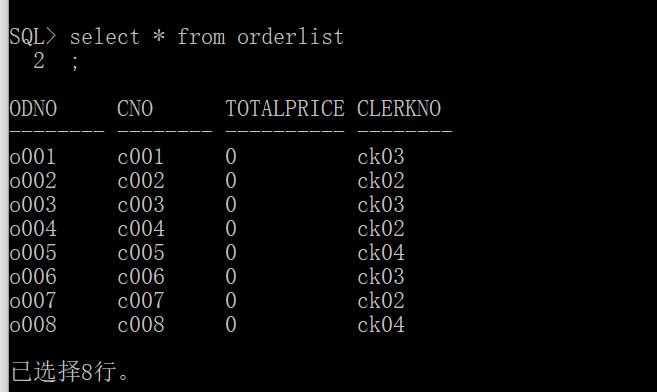 SQL> select * from orderlist
  2  ;
ODNO     CNO      TOTALPRICE CLERKNO
-------- -------- ---------- --------
o001     c001     0          ck03
o002     c002     0          ck02
o003     c003     0          ck03
o004     c004     0          ck02
o005     c005     0          ck04
o006     c006     0          ck03
o007     c007     0          ck02
o008     c008     0          ck04
已选择8行。